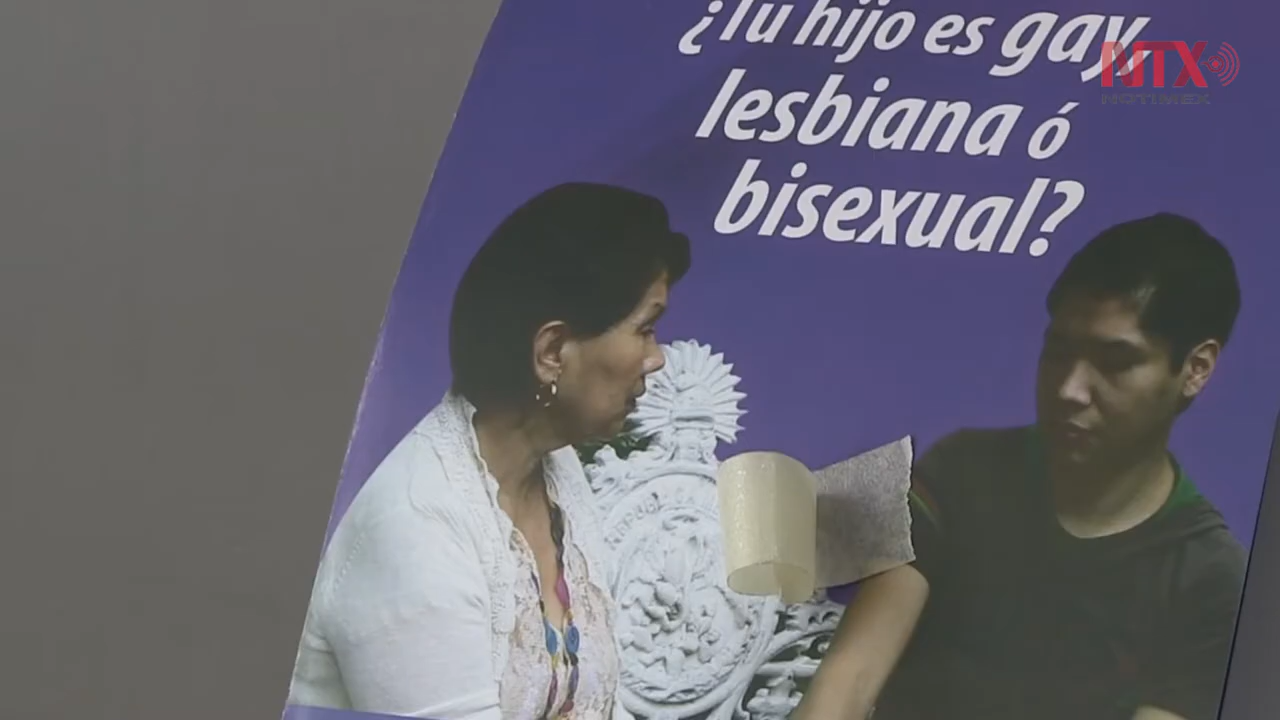 ¿Tu hijo es gay,
lesbiana ó
bisexual?
NTX
NOTIMEX